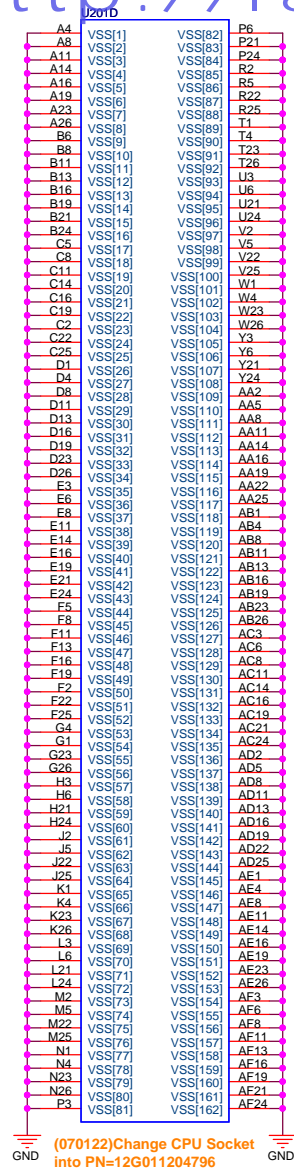 ttp://
U201D
A4 VSS[1] VSS[82] P6
A8 VSS[2] VSS[83] P21
A11 VSS[3] VSS[84] P24
A14 VSS[4] VSS[85] R2
A16 VSS[5] VSS[86] R5
A19 VSS[6] VSS[87] R22
A23 VSS[7] VSS[88] R25
A26 VSS[8] VSS[89] T1
B6 VSS[9] VSS[90] T4
B8 VSS[10] VSS[91] T23
B11 VSS[11] VSS[92] T26
B13 VSS[12] VSS[93] U3
B16 VSS[13] VSS[94] U6
B19 VSS[14] VSS[95] U21
B21 VSS[15] VSS[96] U24
B24 VSS[16] VSS[97] V2
C5 VSS[17] VSS[98] V5
C8 VSS[18] VSS[99] V22
C11 VSS[19] VSS[100] V25
C14 VSS[20] VSS[101] W1
C16 VSS[21] VSS[102] W4
C19 VSS[22] VSS[103] W23
C2 VSS[23] VSS[104] W26
C22 VSS[24] VSS[105] Y3
C25 VSS[25] VSS[106] Y6
D1 VSS[26] VSS[107] Y21
D4 VSS[27] VSS[108] Y24
D8 VSS[28] VSS[109] AA2
D11 VSS[29] VSS[110] AA5
D13 VSS[30] VSS[111] AA8
D16 VSS[31] VSS[112] AA11
D19 VSS[32] VSS[113] AA14
D23 VSS[33] VSS[114] AA16
D26 VSS[34] VSS[115] AA19
E3 VSS[35] VSS[116] AA22
E6 VSS[36] VSS[117] AA25
E8 VSS[37] VSS[118] AB1
E11 VSS[38] VSS[119] AB4
E14 VSS[39] VSS[120] AB8
E16 VSS[40] VSS[121] AB11
E19 VSS[41] VSS[122] AB13
E21 VSS[42] VSS[123] AB16
E24 VSS[43] VSS[124] AB19
F5 VSS[44] VSS[125] AB23
F8 VSS[45] VSS[126] AB26
F11 VSS[46] VSS[127] AC3
F13 VSS[47] VSS[128] AC6
F16 VSS[48] VSS[129] AC8
F19 VSS[49] VSS[130] AC11
F2 VSS[50] VSS[131] AC14
F22 VSS[51] VSS[132] AC16
F25 VSS[52] VSS[133] AC19
G4 VSS[53] VSS[134] AC21
G1 VSS[54] VSS[135] AC24
G23 VSS[55] VSS[136] AD2
G26 VSS[56] VSS[137] AD5
H3 VSS[57] VSS[138] AD8
H6 VSS[58] VSS[139] AD11
H21 VSS[59] VSS[140] AD13
H24 VSS[60] VSS[141] AD16
J2 VSS[61] VSS[142] AD19
J5 VSS[62] VSS[143] AD22
J22 VSS[63] VSS[144] AD25
J25 VSS[64] VSS[145] AE1
K1 VSS[65] VSS[146] AE4
K4 VSS[66] VSS[147] AE8
K23 VSS[67] VSS[148] AE11
K26 VSS[68] VSS[149] AE14
L3 VSS[69] VSS[150] AE16
L6 VSS[70] VSS[151] AE19
L21 VSS[71] VSS[152] AE23
L24 VSS[72] VSS[153] AE26
M2 VSS[73] VSS[154] AF3
M5 VSS[74] VSS[155] AF6
M22 VSS[75] VSS[156] AF8
M25 VSS[76] VSS[157] AF11
N1 VSS[77] VSS[158] AF13
N4 VSS[78] VSS[159] AF16
N23 VSS[79] VSS[160] AF19
N26 VSS[80] VSS[161] AF21
P3 VSS[81] VSS[162] AF24
GND GND
(070122)Change CPU Socket
into PN=12G011204796